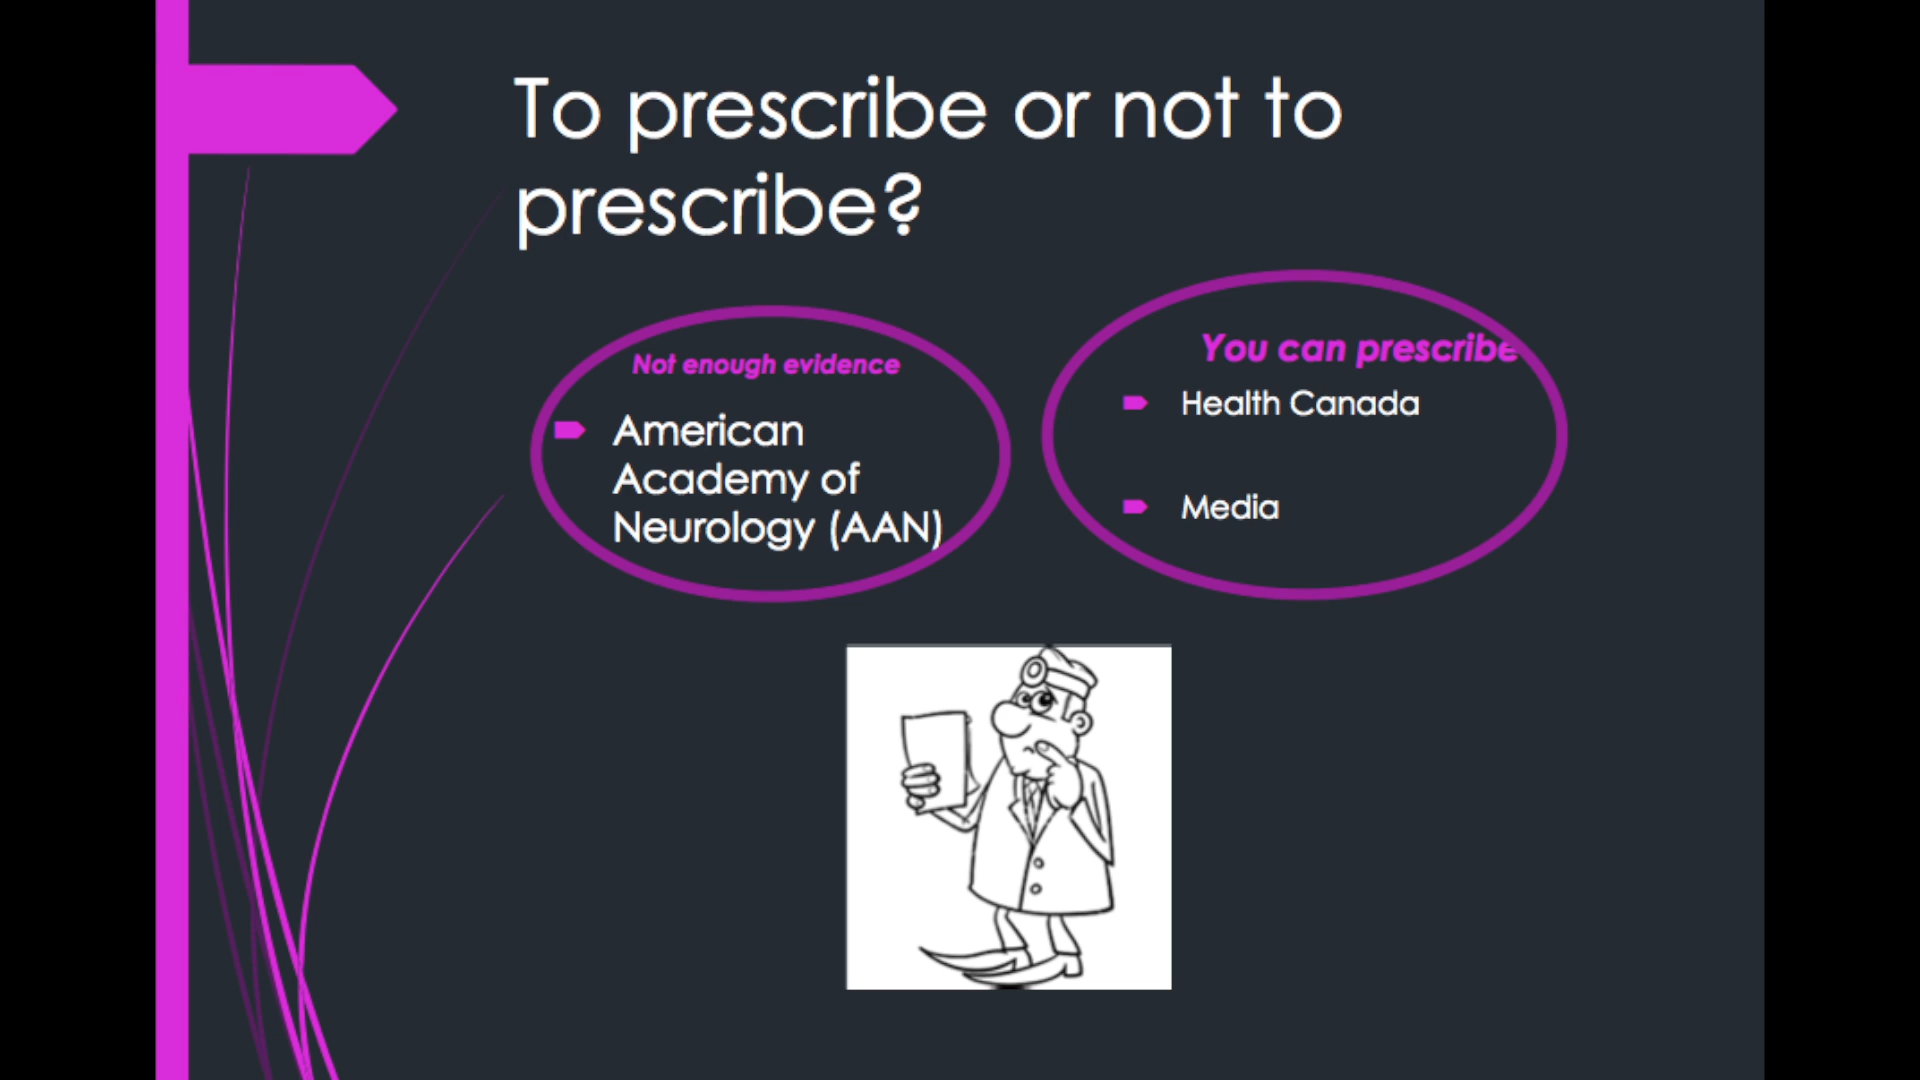 To prescribe or not to
prescribe?
Not enough evidence
American
Academy of
Neurology (AAN)
You can prescribe
Health Canada
Media